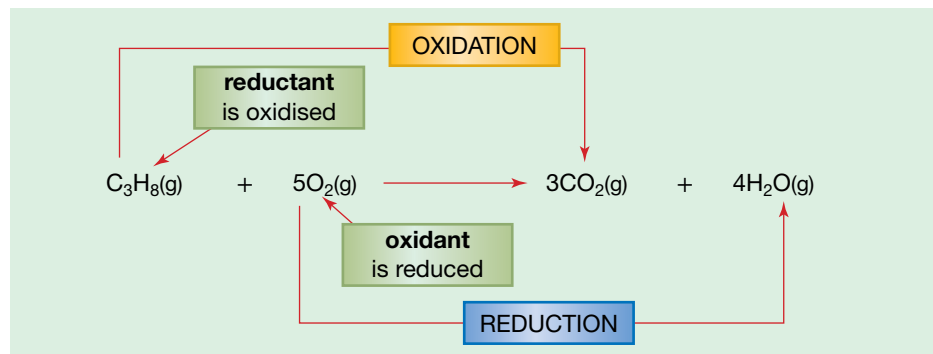 OXIDATION
reductant
is oxidised
C₃H₈(g) + 5O₂(g) → 3CO₂(g) + 4H₂O(g)
oxidant
is reduced
REDUCTION